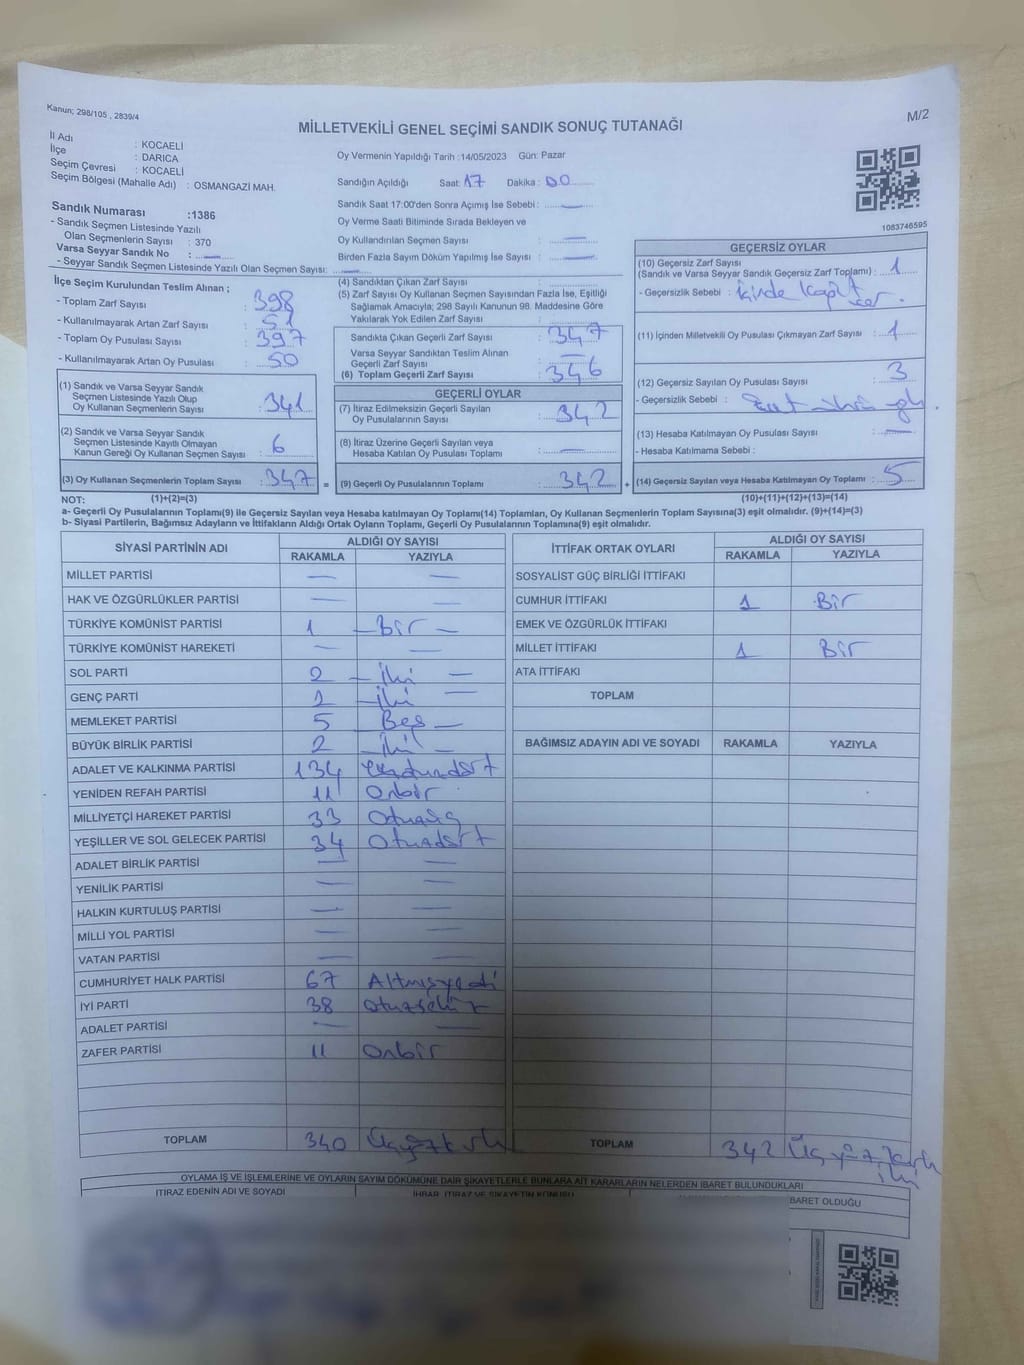 Kanun; 298/105 , 2839/4
M/2
MİLLETVEKİLİ GENEL SEÇİMİ SANDIK SONUÇ TUTANAĞI
İl Adı : KOCAELİ
İlçe : DARICA
Seçim Çevresi : KOCAELİ
Seçim Bölgesi (Mahalle Adı) : OSMANGAZİ MAH.
Oy Vermenin Yapıldığı Tarih :14/05/2023 Gün: Pazar
Sandığın Açıldığı Saat: 17 Dakika: 00
Sandık Saat 17:00'den Sonra Açımış İse Sebebi : —
Oy Verme Saati Bitiminde Sırada Bekleyen ve
Oy Kullandırılan Seçmen Sayısı : —
Birden Fazla Sayım Döküm Yapılmış İse Sayısı : —
1083746595
Sandık Numarası :1386
- Sandık Seçmen Listesinde Yazılı
Olan Seçmenlerin Sayısı : 370
Varsa Seyyar Sandık No : —
- Seyyar Sandık Seçmen Listesinde Yazılı Olan Seçmen Sayısı: —
İlçe Seçim Kurulundan Teslim Alınan ;
- Toplam Zarf Sayısı : 398
- Kullanılmayarak Artan Zarf Sayısı : 51
- Toplam Oy Pusulası Sayısı : 397
- Kullanılmayarak Artan Oy Pusulası : 50
(1) Sandık ve Varsa Seyyar Sandık
Seçmen Listesinde Yazılı Olup
Oy Kullanan Seçmenlerin Sayısı : 341
(2) Sandık ve Varsa Seyyar Sandık
Seçmen Listesinde Kayıtlı Olmayan
Kanun Gereği Oy Kullanan Seçmen Sayısı : 6
(3) Oy Kullanan Seçmenlerin Toplam Sayısı : 347 =
(4) Sandıktan Çıkan Zarf Sayısı :
(5) Zarf Sayısı Oy Kullanan Seçmen Sayısından Fazla İse, Eşitliği
Sağlamak Amacıyla; 298 Sayılı Kanunun 98. Maddesine Göre
Yakılarak Yok Edilen Zarf Sayısı :
Sandıkta Çıkan Geçerli Zarf Sayısı : 347
Varsa Seyyar Sandıktan Teslim Alınan
Geçerli Zarf Sayısı : —
(6) Toplam Geçerli Zarf Sayısı : 346
GEÇERLİ OYLAR
(7) İtiraz Edilmeksizin Geçerli Sayılan
Oy Pusulalarının Sayısı : 342
(8) İtiraz Üzerine Geçerli Sayılan veya
Hesaba Katılan Oy Pusulası Toplamı : —
(9) Geçerli Oy Pusulalarının Toplamı : 342 +
GEÇERSİZ OYLAR
(10) Geçersiz Zarf Sayısı
(Sandık ve Varsa Seyyar Sandık Geçersiz Zarf Toplamı) : 1
- Geçersizlik Sebebi : içinde
(11) İçinden Milletvekili Oy Pusulası Çıkmayan Zarf Sayısı : 1
(12) Geçersiz Sayılan Oy Pusulası Sayısı : 3
- Geçersizlik Sebebi :
(13) Hesaba Katılmayan Oy Pusulası Sayısı : —
- Hesaba Katılmama Sebebi :
(14) Geçersiz Sayılan veya Hesaba Katılmayan Oy Toplamı : 5
NOT: (1)+(2)=(3) (10)+(11)+(12)+(13)=(14)
a- Geçerli Oy Pusulalarının Toplamı(9) ile Geçersiz Sayılan veya Hesaba katılmayan Oy Toplamı(14) Toplamları, Oy Kullanan Seçmenlerin Toplam Sayısına(3) eşit olmalıdır. (9)+(14)=(3)
b- Siyasi Partilerin, Bağımsız Adayların ve İttifakların Aldığı Ortak Oyların Toplamı, Geçerli Oy Pusulalarının Toplamına(9) eşit olmalıdır.
SİYASİ PARTİNİN ADI ALDIĞI OY SAYISI
RAKAMLA YAZIYLA
MİLLET PARTİSİ — —
HAK VE ÖZGÜRLÜKLER PARTİSİ — —
TÜRKİYE KOMÜNİST PARTİSİ 1 — Bir —
TÜRKİYE KOMÜNİST HAREKETİ — —
SOL PARTİ 2 — İki —
GENÇ PARTİ 2 — İki —
MEMLEKET PARTİSİ 5 — Beş —
BÜYÜK BİRLİK PARTİSİ 2 — İki —
ADALET VE KALKINMA PARTİSİ 134
YENİDEN REFAH PARTİSİ 11 Onbir
MİLLİYETÇİ HAREKET PARTİSİ 33 Otuzüç
YEŞİLLER VE SOL GELECEK PARTİSİ 34 Otuzdört
ADALET BİRLİK PARTİSİ — —
YENİLİK PARTİSİ — —
HALKIN KURTULUŞ PARTİSİ — —
MİLLİ YOL PARTİSİ — —
VATAN PARTİSİ — —
CUMHURİYET HALK PARTİSİ 67 Altmışyedi
İYİ PARTİ 38 Otuzsekiz
ADALET PARTİSİ — —
ZAFER PARTİSİ 11 Onbir
TOPLAM 340 Üçyüzkırk
İTTİFAK ORTAK OYLARI ALDIĞI OY SAYISI
RAKAMLA YAZIYLA
SOSYALİST GÜÇ BİRLİĞİ İTTİFAKI
CUMHUR İTTİFAKI 1 Bir
EMEK VE ÖZGÜRLÜK İTTİFAKI
MİLLET İTTİFAKI 1 Bir
ATA İTTİFAKI
TOPLAM
BAĞIMSIZ ADAYIN ADI VE SOYADI RAKAMLA YAZIYLA
TOPLAM 342 Üçyüzkırk
iki
OYLAMA İŞ VE İŞLEMLERİNE VE OYLARIN SAYIM DÖKÜMÜNE DAİR ŞİKAYETLERLE BUNLARA AİT KARARLARIN NELERDEN İBARET BULUNDUKLARI
İTİRAZ EDENİN ADI VE SOYADI İHBAR, İTİRAZ VE ŞİKAYETİN KONUSU BARET OLDUĞU